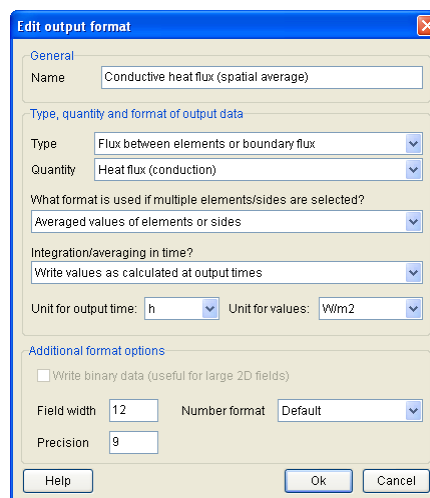 Edit output format
General
Name Conductive heat flux (spatial average)
Type, quantity and format of output data
Type Flux between elements or boundary flux
Quantity Heat flux (conduction)
What format is used if multiple elements/sides are selected?
Averaged values of elements or sides
Integration/averaging in time?
Write values as calculated at output times
Unit for output time: h Unit for values: W/m2
Additional format options
Write binary data (useful for large 2D fields)
Field width 12 Number format Default
Precision 9
Help Ok Cancel